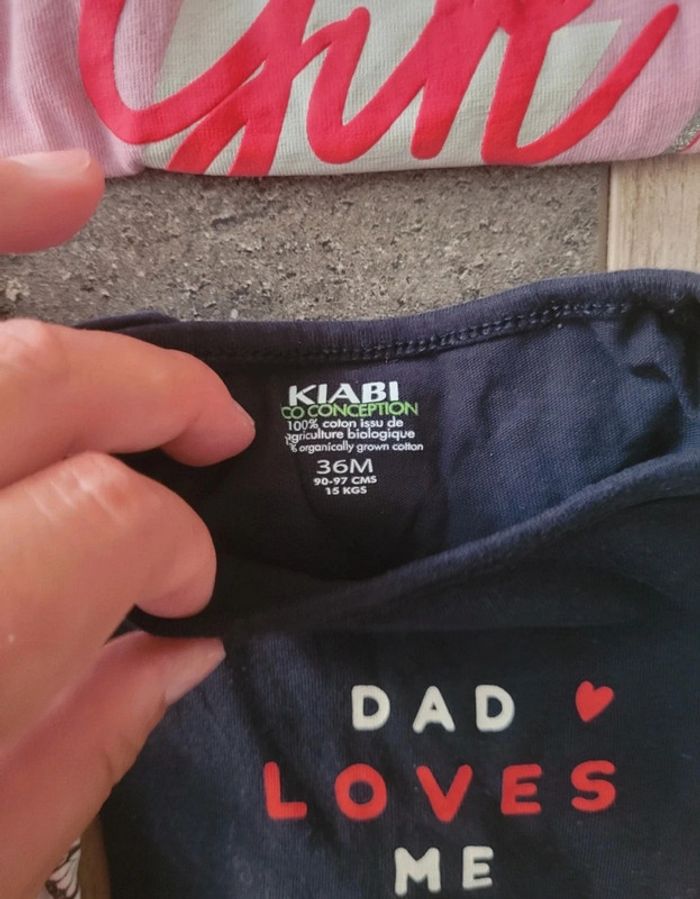 KIABI
CO CONCEPTION
100% coton issu de
agriculture biologique
% organically grown cotton
36M
90-97 CMS
15 KGS
DAD
LOVES
ME